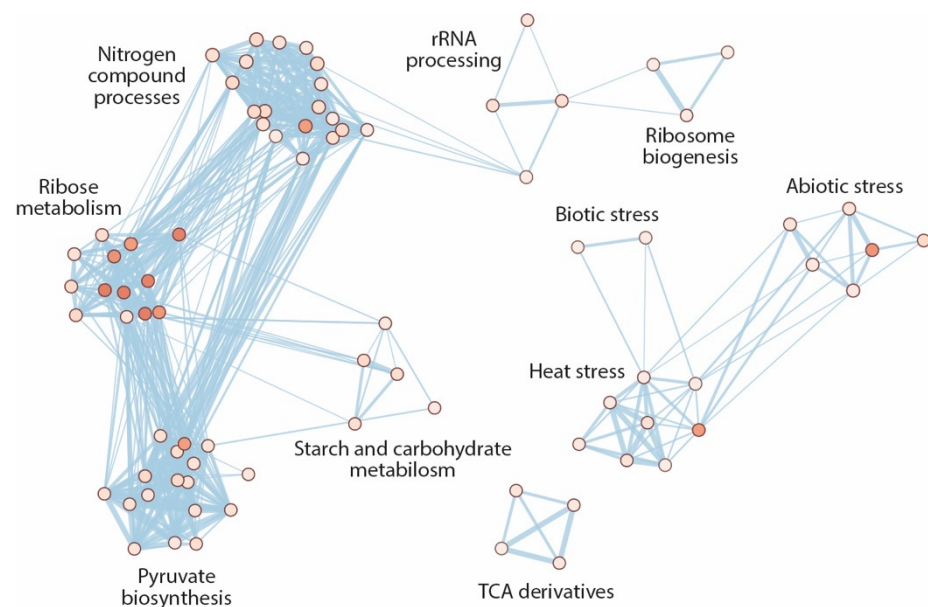 Nitrogen
compound
processes
rRNA
processing
Ribosome
biogenesis
Ribose
metabolism
Biotic stress
Abiotic stress
Heat stress
Starch and carbohydrate
metabilosm
Pyruvate
biosynthesis
TCA derivatives